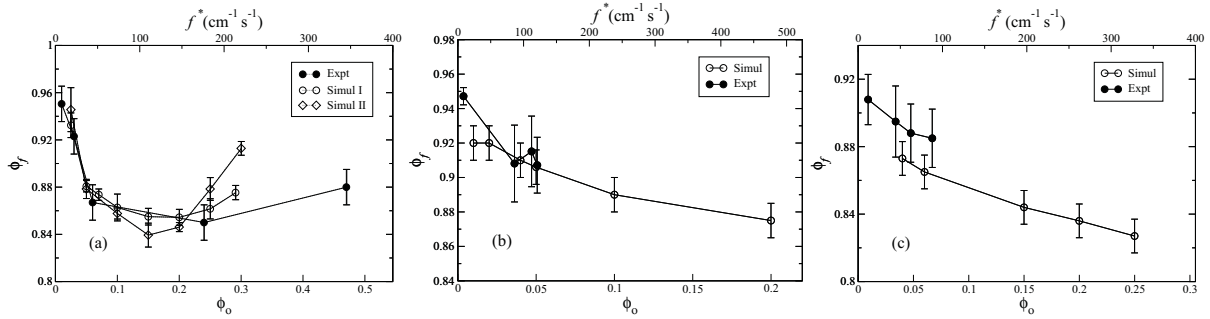 f* (cm⁻¹ s⁻¹)
0 100 200 300 400
1
0.96
0.92
0.88
0.84
0.8
ϕf
Expt
Simul I
Simul II
(a)
0 0.1 0.2 0.3 0.4 0.5
ϕo
f* (cm⁻¹ s⁻¹)
0 100 200 300 400 500
0.98
0.96
0.94
0.92
0.9
0.88
0.86
0.84
ϕf
Simul
Expt
(b)
0 0.05 0.1 0.15 0.2
ϕo
f* (cm⁻¹ s⁻¹)
0 100 200 300 400
0.92
0.88
0.84
0.8
ϕf
Simul
Expt
(c)
0 0.05 0.1 0.15 0.2 0.25 0.3
ϕo